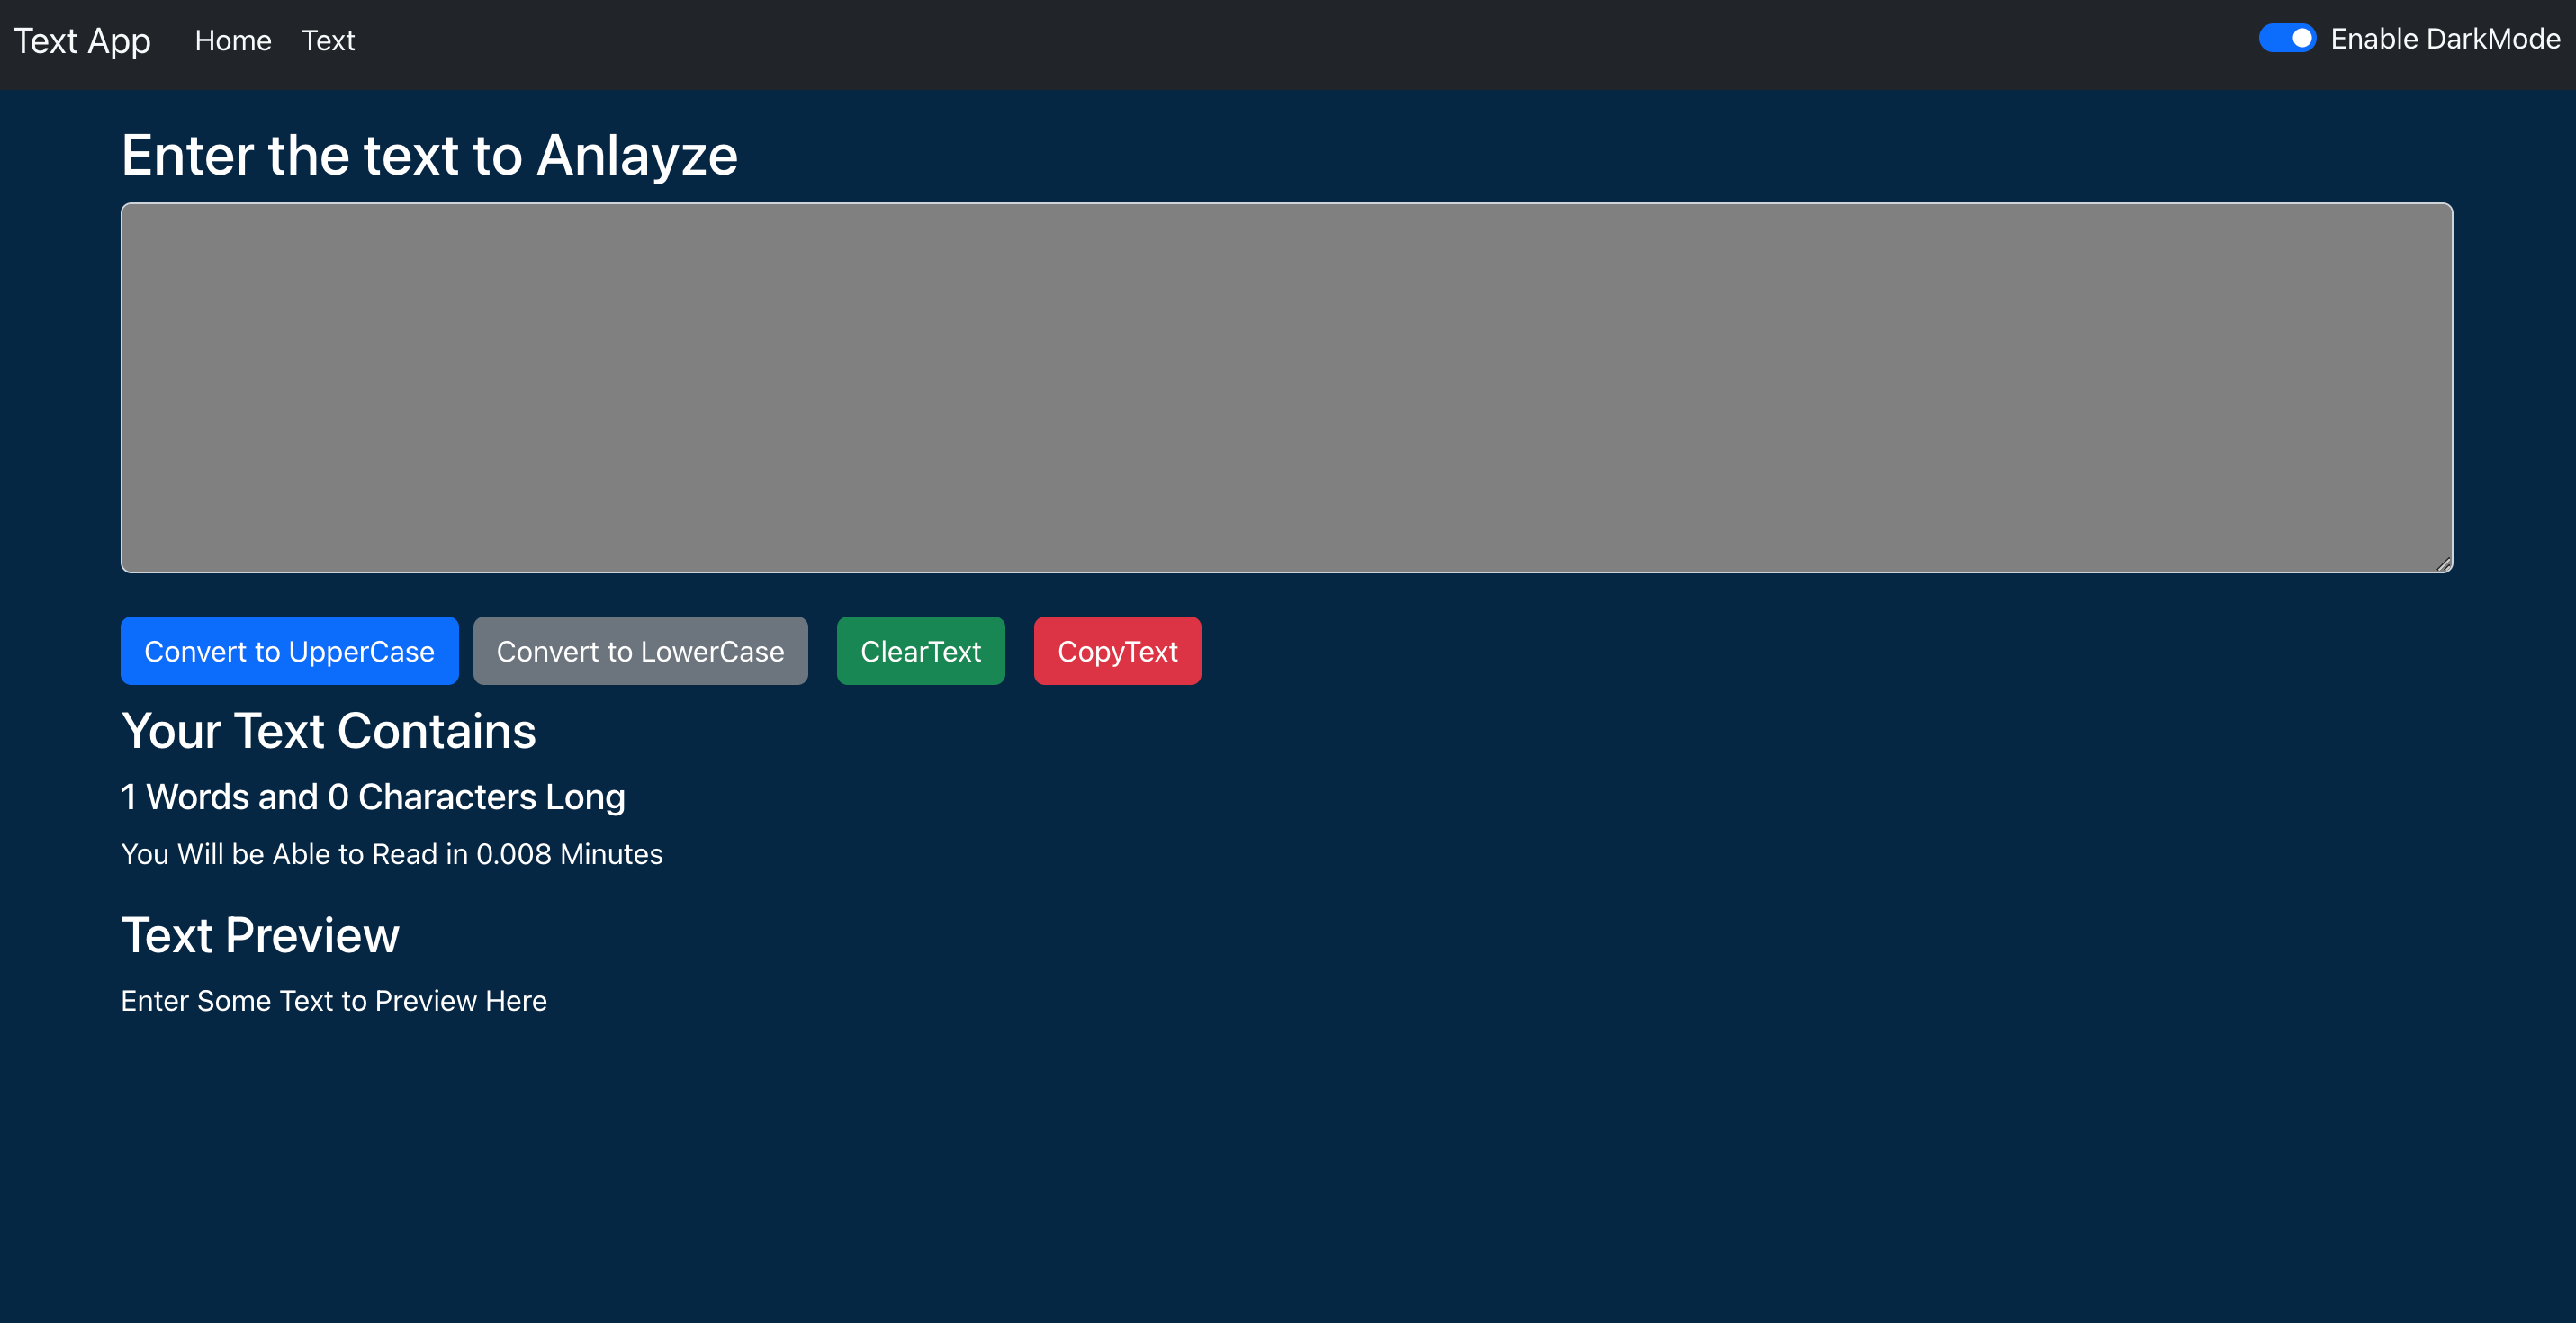 Text App Home Text Enable DarkMode
Enter the text to Anlayze
Convert to UpperCase Convert to LowerCase ClearText CopyText
Your Text Contains
1 Words and 0 Characters Long
You Will be Able to Read in 0.008 Minutes
Text Preview
Enter Some Text to Preview Here